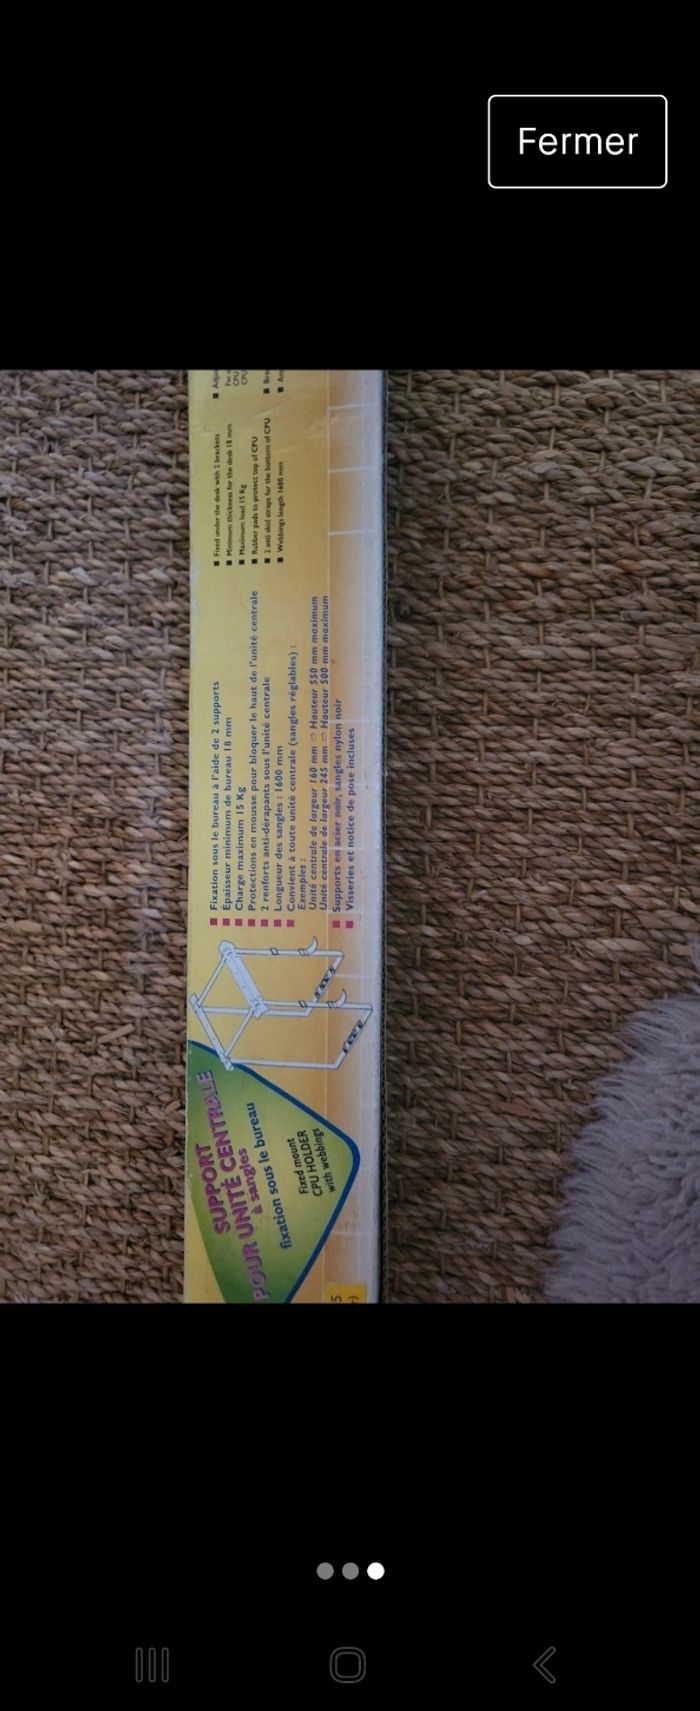 Fermer
SUPPORT
POUR UNITÉ CENTRALE
à sangles
fixation sous le bureau
Fixed mount
CPU HOLDER
with webbings
5
Fixation sous le bureau à l'aide de 2 supports
Épaisseur minimum de bureau 18 mm
Charge maximum 15 Kg
Protections en mousse pour bloquer le haut de l'unité centrale
2 renforts anti-dérapants sous l'unité centrale
Longueur des sangles : 1600 mm
Convient à toute unité centrale (sangles réglables) :
Exemples :
Unité centrale de largeur 160 mm ⇨ Hauteur 550 mm maximum
Unité centrale de largeur 245 mm ⇨ Hauteur 500 mm maximum
Supports en acier noir, sangles nylon noir
Visseries et notice de pose incluses
Fixed under the desk with 2 brackets
Minimum thickness for the desk 18 mm
Maximum load 15 Kg
Rubber pads to protect top of CPU
2 anti skid straps for the bottom of CPU
Webbings length 1600 mm
CPU
CPU